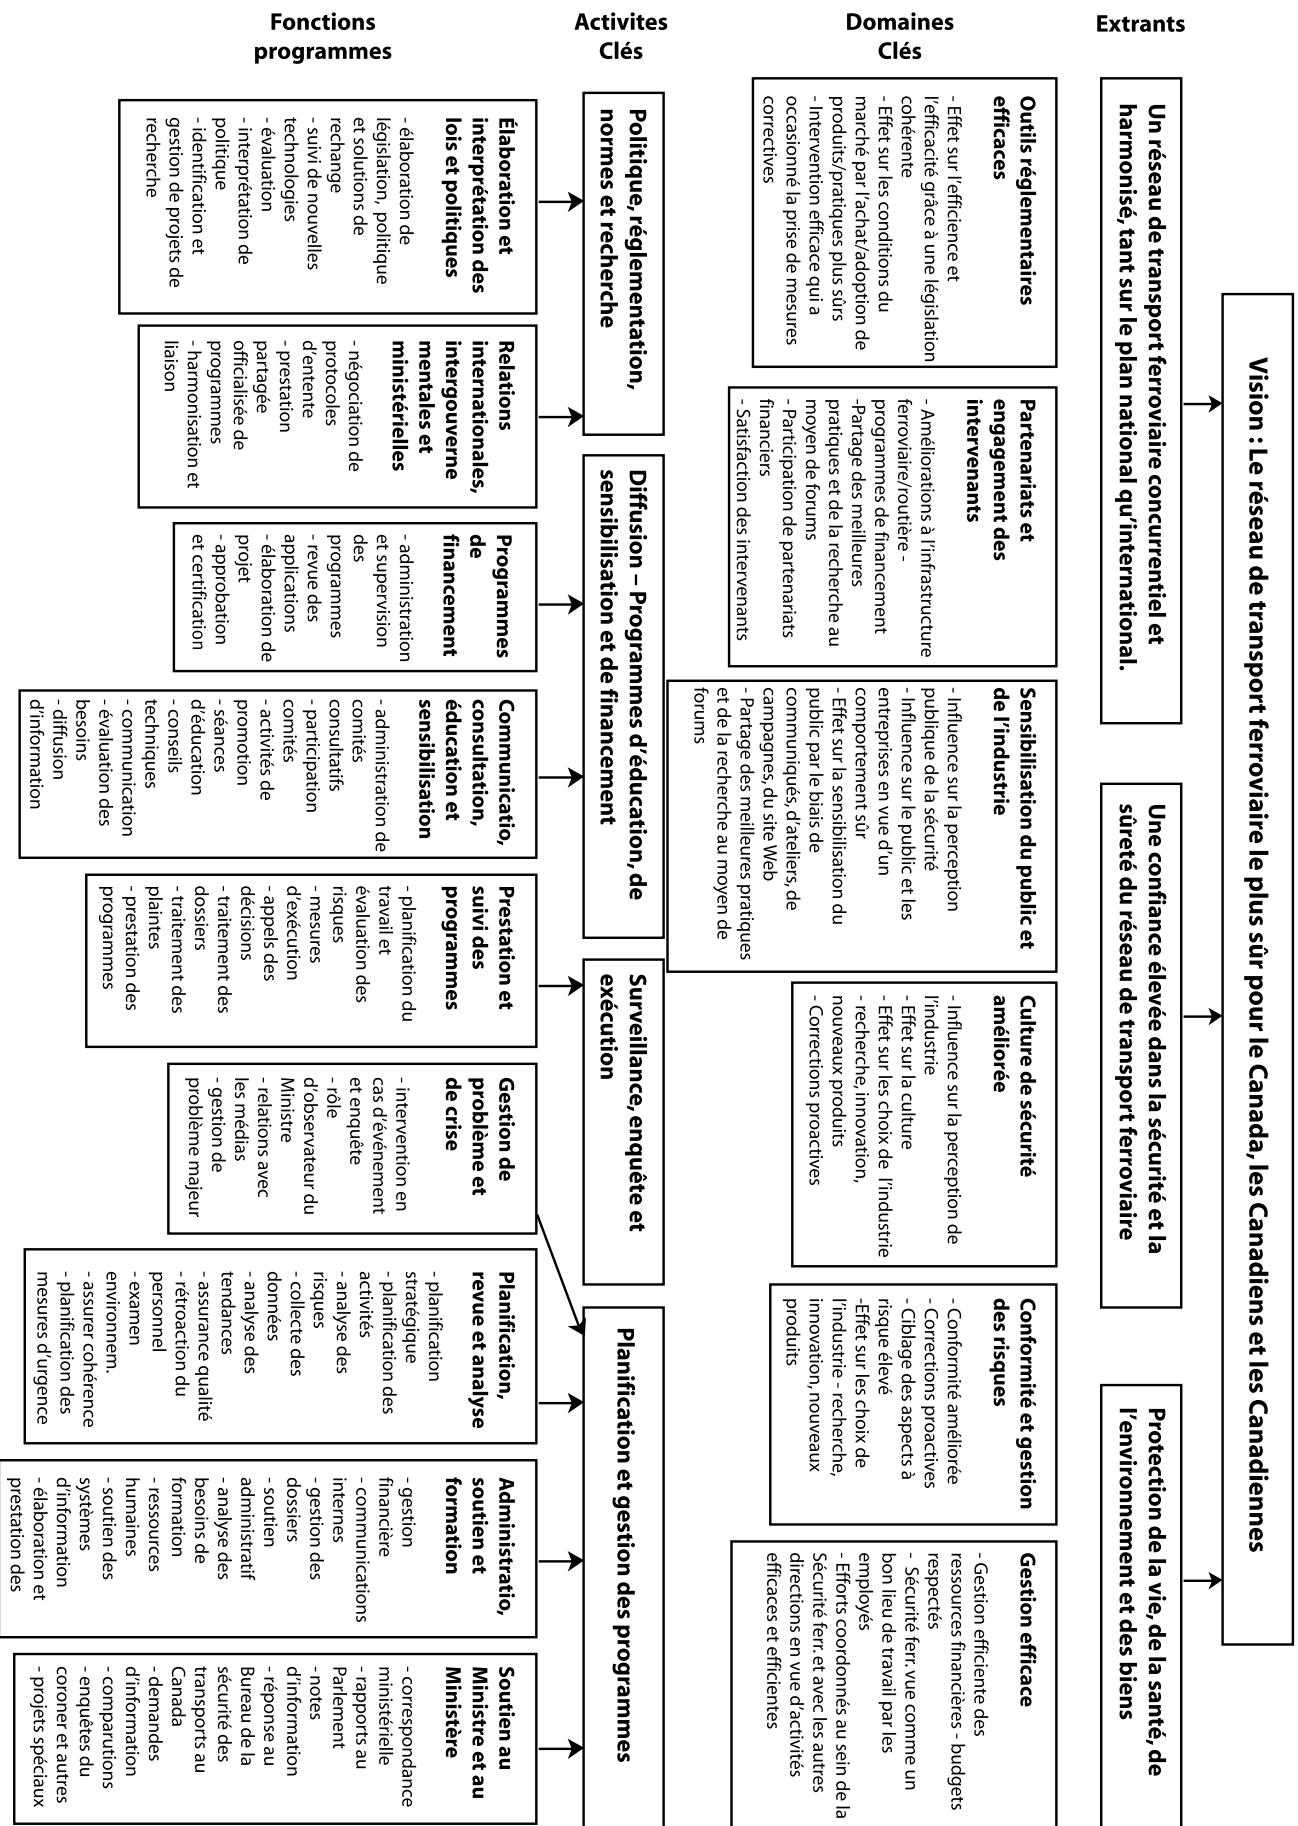 Vision : Le réseau de transport ferroviaire le plus sûr pour le Canada, les Canadiens et les Canadiennes
Extrants
Un réseau de transport ferroviaire concurrentiel et
harmonisé, tant sur le plan national qu’international.
Une confiance élevée dans la sécurité et la
sûreté du réseau de transport ferroviaire
Protection de la vie, de la santé, de
l’environnement et des biens
Domaines
Clés
Outils réglementaires
efficaces
- Effet sur l’efficience et
l’efficacité grâce à une législation
cohérente
- Effet sur les conditions du
marché par l’achat/adoption de
produits/pratiques plus sûrs
- Intervention efficace qui a
occasionné la prise de mesures
correctives
Partenariats et
engagement des
intervenants
- Améliorations à l’infrastructure
ferroviaire/routière -
programmes de financement
-Partage des meilleures
pratiques et de la recherche au
moyen de forums
- Participation de partenariats
financiers
- Satisfaction des intervenants
Sensibilisation du public et
de l’industrie
- Influence sur la perception
publique de la sécurité
- Influence sur le public et les
entreprises en vue d’un
comportement sûr
- Effet sur la sensibilisation du
public par le biais de
communiqués, d’ateliers, de
campagnes, du site Web
- Partage des meilleures pratiques
et de la recherche au moyen de
forums
Culture de sécurité
améliorée
- Influence sur la perception de
l’industrie
- Effet sur la culture
- Effet sur les choix de l’industrie
- recherche, innovation,
nouveaux produits
- Corrections proactives
Conformité et gestion
des risques
- Conformité améliorée
- Corrections proactives
- Ciblage des aspects à
risque élevé
-Effet sur les choix de
l’industrie - recherche,
innovation, nouveaux
produits
Gestion efficace
- Gestion efficiente des
ressources financières - budgets
respectés
- Sécurité ferr. vue comme un
bon lieu de travail par les
employés
- Efforts coordonnés au sein de la
Sécurité ferr. et avec les autres
directions en vue d’activités
efficaces et efficientes
Activites
Clés
Politique, réglementation,
normes et recherche
Diffusion – Programmes d’éducation, de
sensibilisation et de financement
Surveillance, enquête et
exécution
Planification et gestion des programmes
Fonctions
programmes
Élaboration et
interprétation des
lois et politiques
- élaboration de
législation, politique
et solutions de
rechange
- suivi de nouvelles
technologies
- évaluation
- interprétation de
politique
- identification et
gestion de projets de
recherche
Relations
internationales,
intergouverne
mentales et
ministérielles
- négociation de
protocoles
d’entente
- prestation
partagée
officialisée de
programmes
- harmonisation et
liaison
Programmes
de
financement
- administration
et supervision
des
programmes
- revue des
applications
- élaboration de
projet
- approbation
et certification
Communicatio,
consultation,
éducation et
sensibilisation
- administration de
comités
consultatifs
- participation
comités
- activités de
promotion
- séances
d’éducation
- conseils
techniques
- communication
- évaluation des
besoins
- diffusion
d’information
Prestation et
suivi des
programmes
- planification du
travail et
évaluation des
risques
- mesures
d’exécution
- appels des
décisions
- traitement des
dossiers
- traitement des
plaintes
- prestation des
programmes
Gestion de
problème et
de crise
- intervention en
cas d’événement
et enquête
- rôle
d’observateur du
Ministre
- relations avec
les médias
- gestion de
problème majeur
Planification,
revue et analyse
- planification
stratégique
- planification des
activités
- analyse des
risques
- collecte des
données
- analyse des
tendances
- assurance qualité
- rétroaction du
personnel
- examen
environnem.
- assurer cohérence
- planification des
mesures d’urgence
Administratio,
soutien et
formation
- gestion
financière
- communications
internes
- gestion des
dossiers
- soutien
administratif
- analyse des
besoins de
formation
- ressources
humaines
- soutien des
systèmes
d’information
- élaboration et
prestation des
Soutien au
Ministre et au
Ministère
- correspondance
ministérielle
- rapports au
Parlement
- notes
d’information
- réponse au
Bureau de la
sécurité des
transports au
Canada
- demandes
d’information
- comparutions
- enquêtes du
coroner et autres
- projets spéciaux